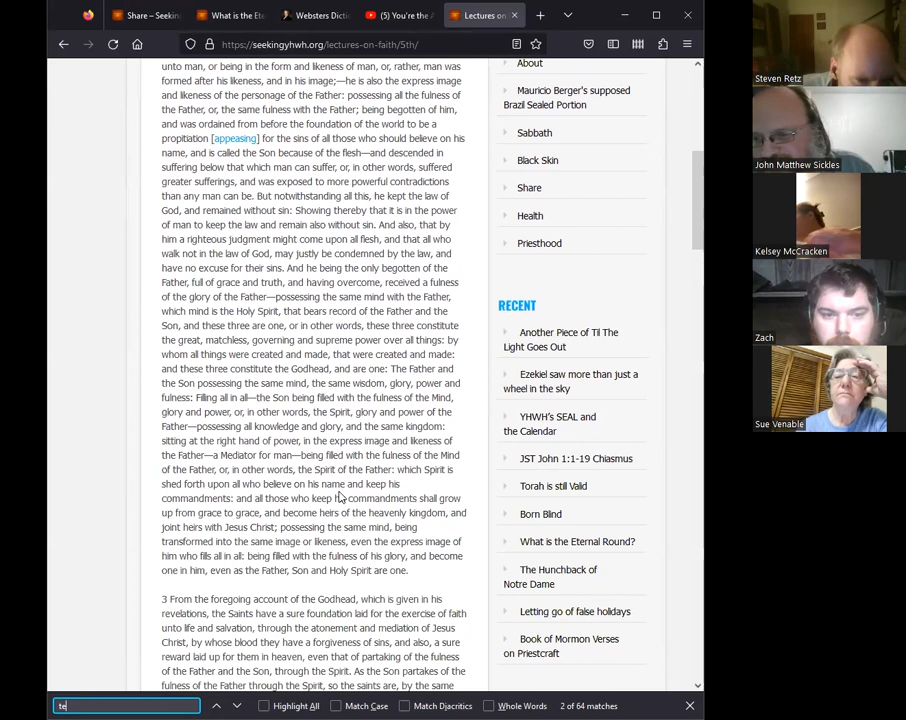 Share – Seekin
What is the Ete
Websters Dictio
(5) (You're the A
Lectures on
https://seekingyhwh.org/lectures-on-faith/5th/
unto man, or being in the form and likeness of man, or, rather, man was
formed after his likeness, and in his image;—he is also the express image
and likeness of the personage of the Father: possessing all the fulness of
the Father, or, the same fulness with the Father; being begotten of him,
and was ordained from before the foundation of the world to be a
propitiation [appeasing] for the sins of all those who should believe on his
name, and is called the Son because of the flesh—and descended in
suffering below that which man can suffer, or, in other words, suffered
greater sufferings, and was exposed to more powerful contradictions
than any man can be. But notwithstanding all this, he kept the law of
God, and remained without sin: Showing thereby that it is in the power
of man to keep the law and remain also without sin. And also, that by
him a righteous judgment might come upon all flesh, and that all who
walk not in the law of God, may justly be condemned by the law, and
have no excuse for their sins. And he being the only begotten of the
Father, full of grace and truth, and having overcome, received a fulness
of the glory of the Father—possessing the same mind with the Father,
which mind is the Holy Spirit, that bears record of the Father and the
Son, and these three are one, or in other words, these three constitute
the great, matchless, governing and supreme power over all things: by
whom all things were created and made, that were created and made:
and these three constitute the Godhead, and are one: The Father and
the Son possessing the same mind, the same wisdom, glory, power and
fulness: Filling all in all—the Son being filled with the fulness of the Mind,
glory and power, or, in other words, the Spirit, glory and power of the
Father—possessing all knowledge and glory, and the same kingdom:
sitting at the right hand of power, in the express image and likeness of
the Father—a Mediator for man—being filled with the fulness of the Mind
of the Father, or, in other words, the Spirit of the Father: which Spirit is
shed forth upon all who believe on his name and keep his
commandments: and all those who keep his commandments shall grow
up from grace to grace, and become heirs of the heavenly kingdom, and
joint heirs with Jesus Christ; possessing the same mind, being
transformed into the same image or likeness, even the express image of
him who fills all in all: being filled with the fulness of his glory, and become
one in him, even as the Father, Son and Holy Spirit are one.
3 From the foregoing account of the Godhead, which is given in his
revelations, the Saints have a sure foundation laid for the exercise of faith
unto life and salvation, through the atonement and mediation of Jesus
Christ, by whose blood they have a forgiveness of sins, and also, a sure
reward laid up for them in heaven, even that of partaking of the fulness
of the Father and the Son, through the Spirit. As the Son partakes of the
fulness of the Father through the Spirit, so the saints are, by the same
About
Mauricio Berger's supposed
Brazil Sealed Portion
Sabbath
Black Skin
Share
Health
Priesthood
RECENT
Another Piece of Til The
Light Goes Out
Ezekiel saw more than just a
wheel in the sky
YHWH's SEAL and
the Calendar
JST John 1:1-19 Chiasmus
Torah is still Valid
Born Blind
What is the Eternal Round?
The Hunchback of
Notre Dame
Letting go of false holidays
Book of Mormon Verses
on Priestcraft
te
Highlight All
Match Case
Match Diacritics
Whole Words
2 of 64 matches
Steven Retz
John Matthew Sickles
Kelsey McCracken
Zach
Sue Venable